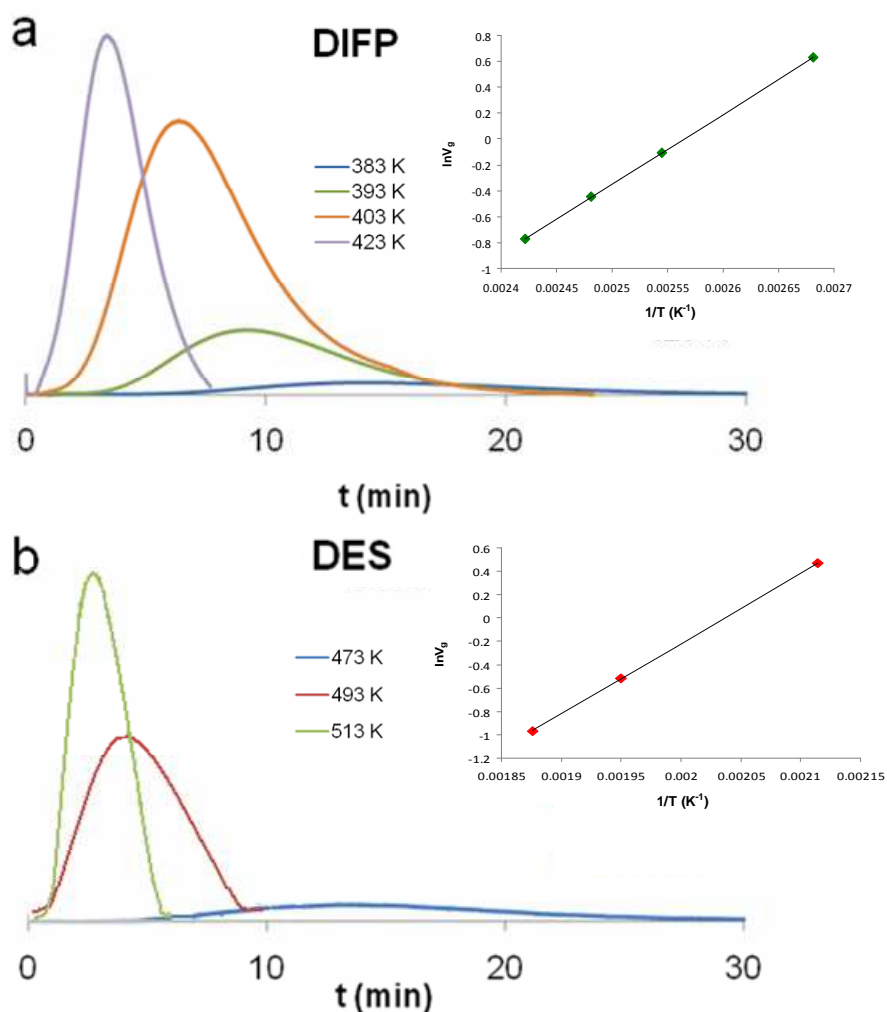 a
DIFP
383 K
393 K
403 K
423 K
0
10
20
30
t (min)
lnVg
0.8
0.6
0.4
0.2
0
-0.2
-0.4
-0.6
-0.8
-1
0.0024
0.00245
0.0025
0.00255
0.0026
0.00265
0.0027
1/T (K-1)
b
DES
473 K
493 K
513 K
0
10
20
30
t (min)
lnVg
0.6
0.4
0.2
0
-0.2
-0.4
-0.6
-0.8
-1
-1.2
0.00185
0.0019
0.00195
0.002
0.00205
0.0021
0.00215
1/T (K-1)